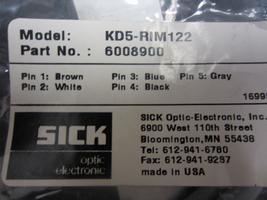 Model: KD5-RIM122
Part No.: 6008900
Pin 1: Brown Pin 3: Blue Pin 5: Gray
Pin 2: White Pin 4: Black
1699
SICK Optic-Electronic, Inc.
6900 West 110th Street
Bloomington, MN 55438
Tel: 612-941-6780
Fax: 612-941-9287
made in USA
SICK
optic
electronic